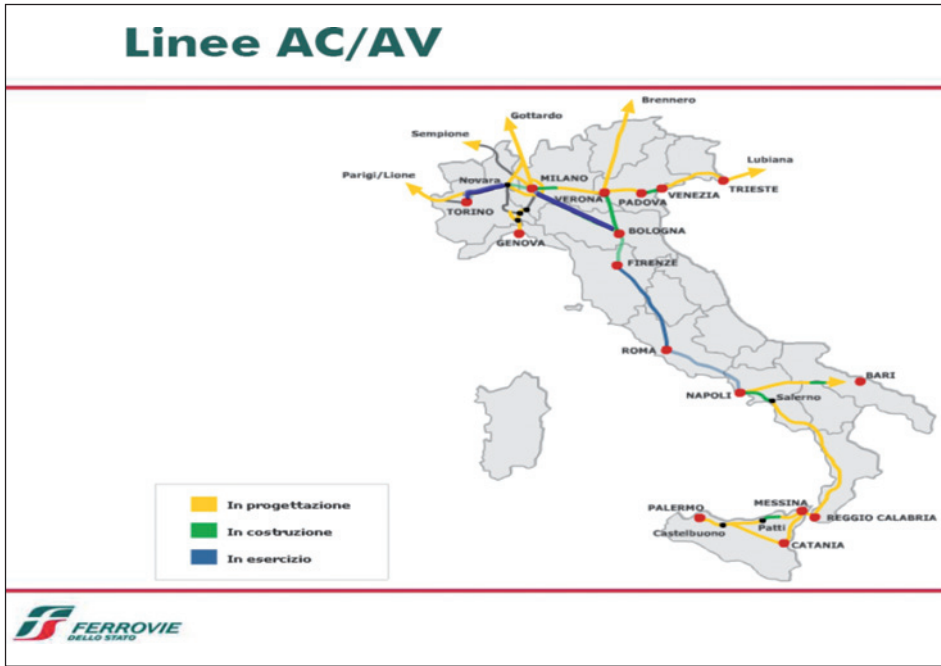 Linee AC/AV
Brennero
Gottardo
Sempione
Lubiana
Parigi/Lione
Novara
MILANO
TRIESTE
VENEZIA
VERONA
PADOVA
TORINO
BOLOGNA
GENOVA
FIRENZE
ROMA
BARI
NAPOLI
Salerno
In progettazione
In costruzione
In esercizio
MESSINA
PALERMO
REGGIO CALABRIA
Castelbuono
Patti
CATANIA
FERROVIE
DELLO STATO